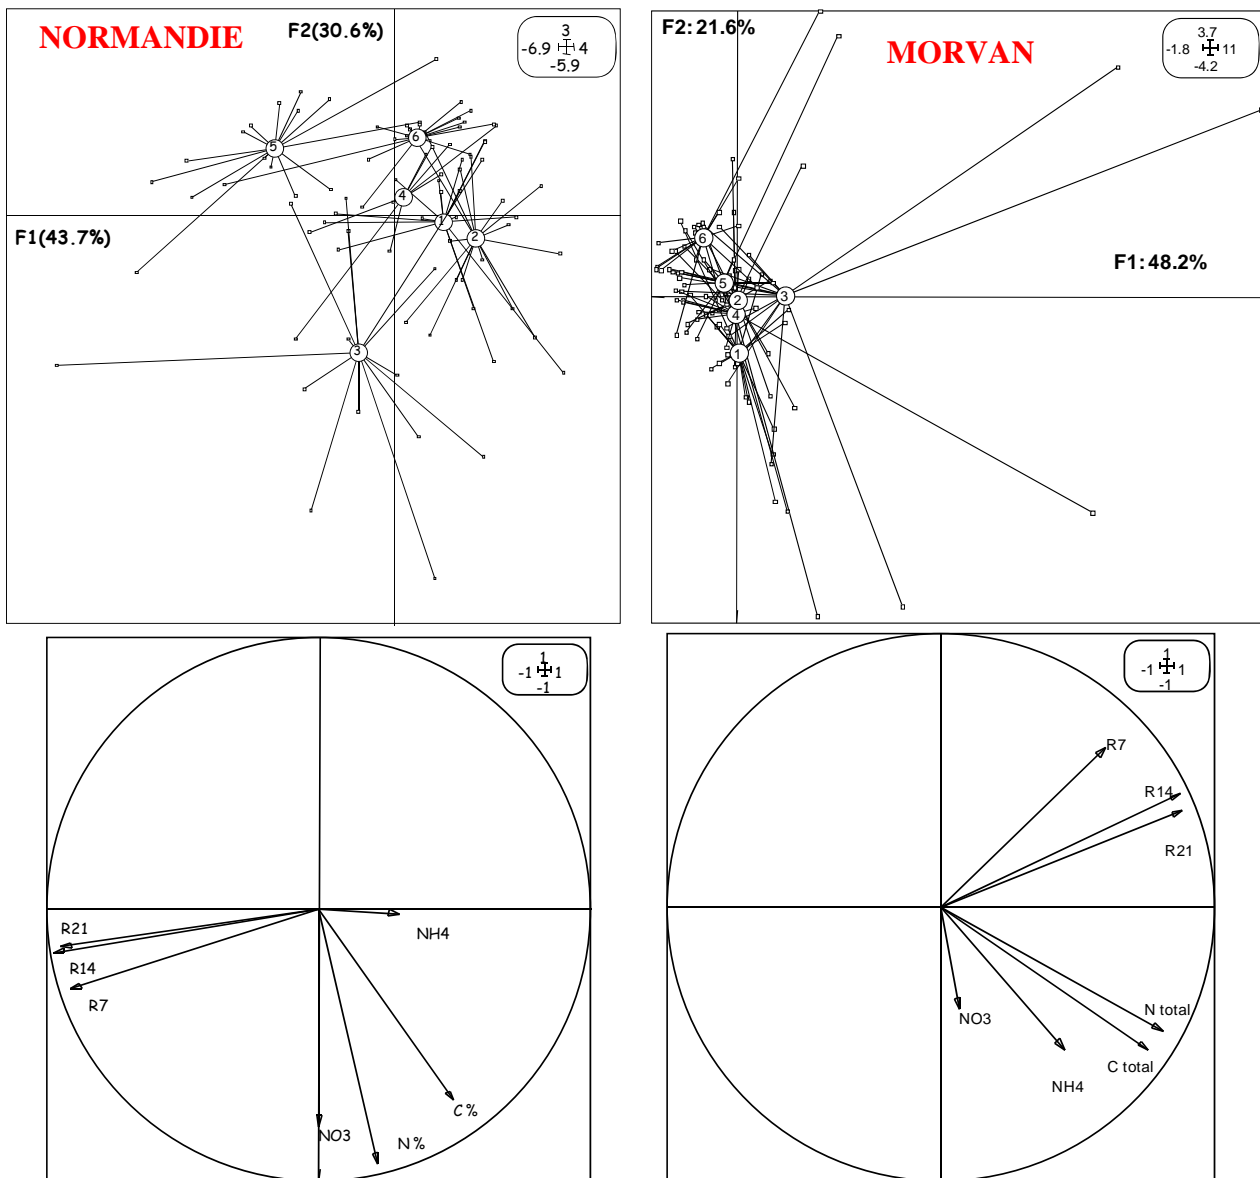 NORMANDIE
F2(30.6%)
3
-6.9 4
-5.9
5
6
4
1
2
F1(43.7%)
3
F2: 21.6%
MORVAN
3.7
-1.8 11
-4.2
6
5
2
3
4
1
F1: 48.2%
1
-1 1
-1
R21
R14
R7
NH4
C%
NO3
N%
1
-1 1
-1
R7
R14
R21
NO3
N total
C total
NH4